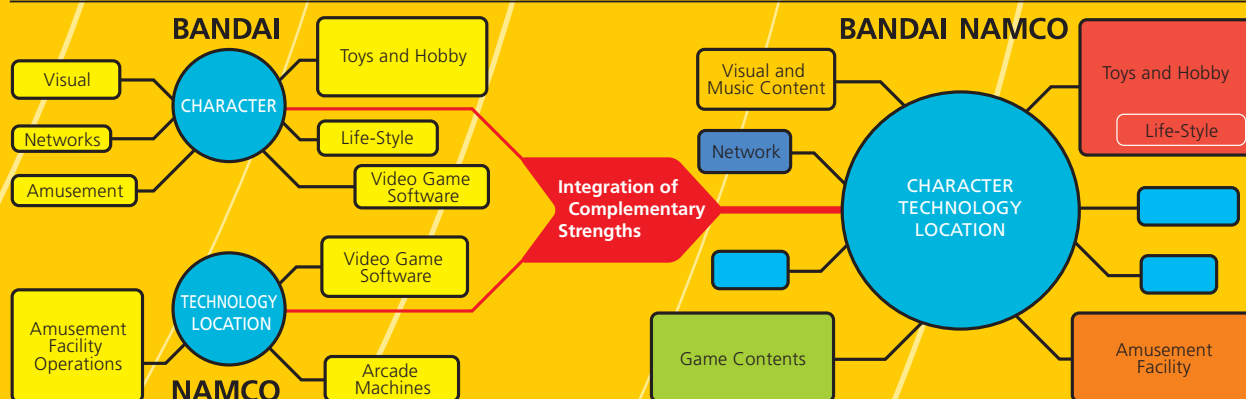 BANDAI
Visual
Networks
Amusement
CHARACTER
Toys and Hobby
Life-Style
Video Game
Software
Video Game
Software
TECHNOLOGY
LOCATION
Amusement
Facility
Operations
Arcade
Machines
NAMCO
Integration of
Complementary
Strengths
BANDAI NAMCO
Visual and
Music Content
Network
Game Contents
CHARACTER
TECHNOLOGY
LOCATION
Toys and Hobby
Life-Style
Amusement
Facility